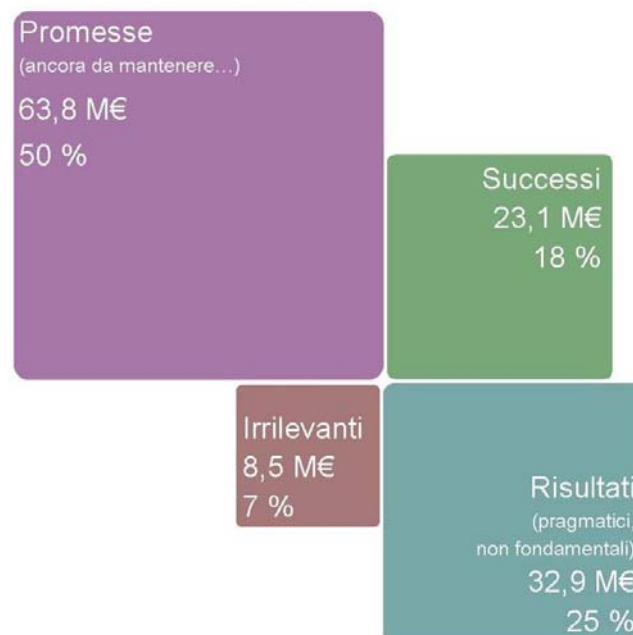 Promesse
(ancora da mantenere...)
63,8 M€
50 %
Successi
23,1 M€
18 %
Irrilevanti
8,5 M€
7 %
Risultati
(pragmatici,
non fondamentali)
32,9 M€
25 %